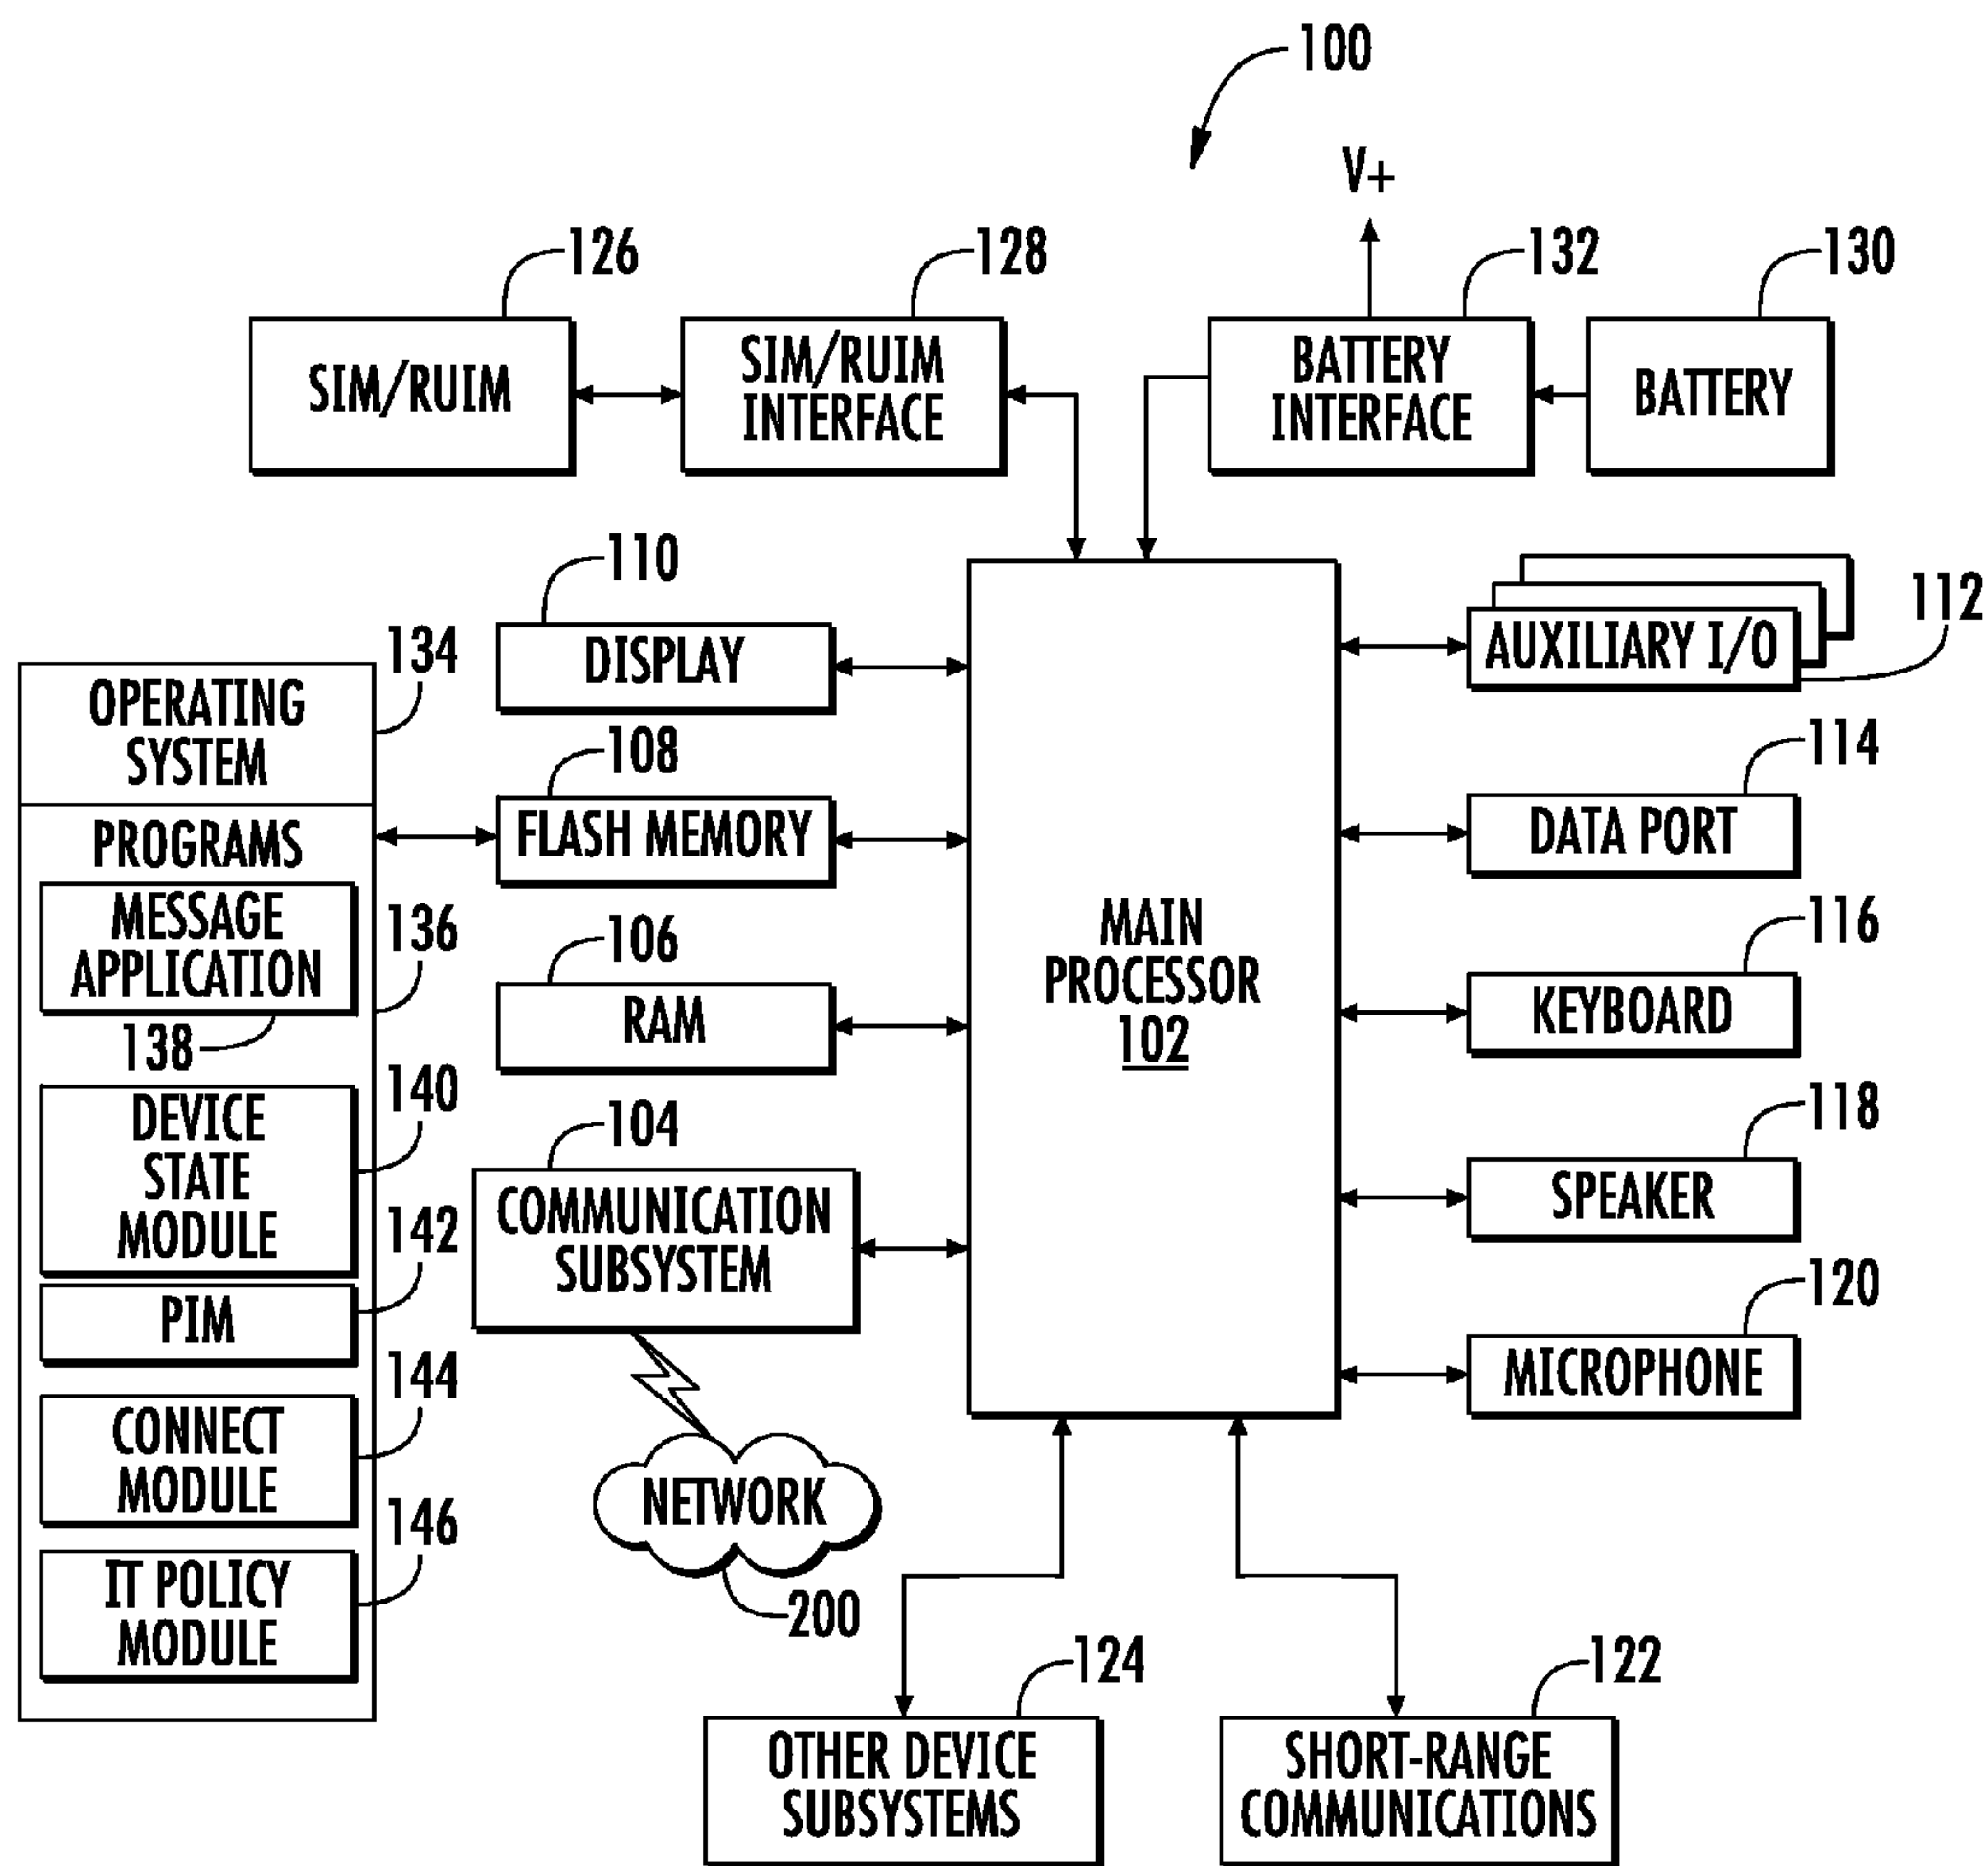 100
V+
126
128
132
130
SIM/RUIM
SIM/RUIM
INTERFACE
BATTERY
INTERFACE
BATTERY
110
DISPLAY
112
AUXILIARY I/O
134
OPERATING
SYSTEM
108
FLASH MEMORY
114
DATA PORT
PROGRAMS
MESSAGE
APPLICATION
136
138
106
RAM
MAIN
PROCESSOR
102
116
KEYBOARD
140
DEVICE
STATE
MODULE
104
COMMUNICATION
SUBSYSTEM
118
SPEAKER
142
PIM
120
MICROPHONE
144
CONNECT
MODULE
NETWORK
200
146
IT POLICY
MODULE
124
OTHER DEVICE
SUBSYSTEMS
122
SHORT-RANGE
COMMUNICATIONS